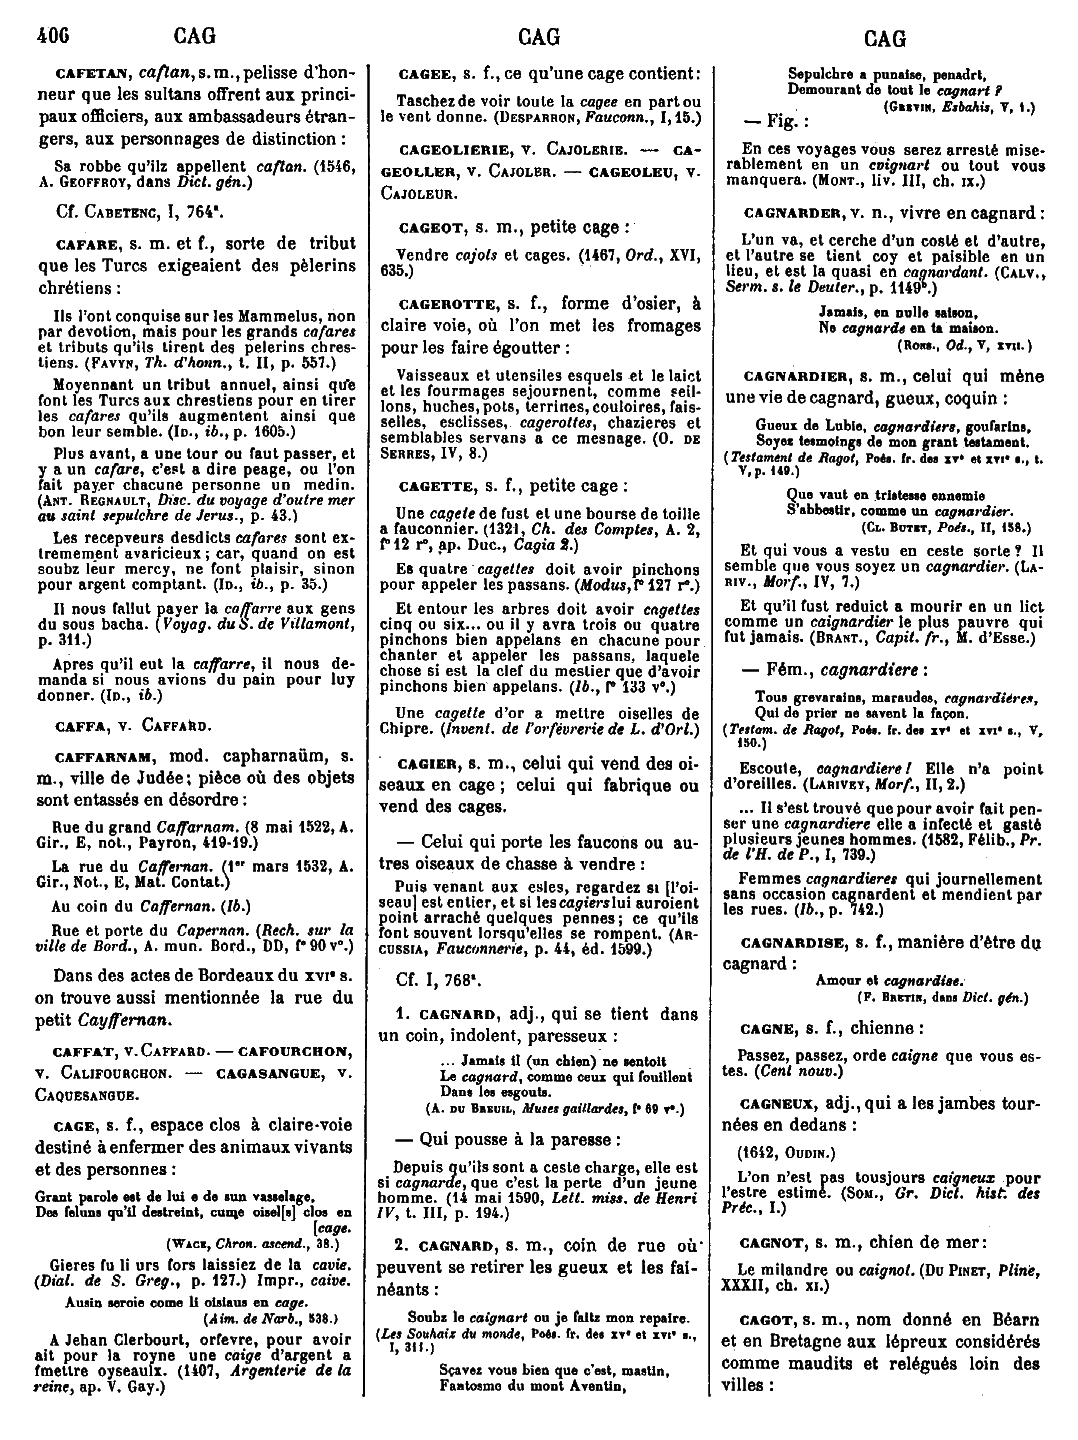 406 CAG CAG CAG
CAFETAN, caftan, s. m., pelisse d'hon-
neur que les sultans offrent aux princi-
paux officiers, aux ambassadeurs étran-
gers, aux personnages de distinction :
Sa robbe qu'ilz appellent caftan. (1546,
A. GEOFFROY, dans Dict. gén.)
Cf. CABETENC, I, 764ª.
CAFARE, s. m. et f., sorte de tribut
que les Turcs exigeaient des pèlerins
chrétiens :
Ils l'ont conquise sur les Mammelus, non
par devotion, mais pour les grands cafares
et tributs qu'ils tirent des pelerins chres-
tiens. (FAVYN, Th. d'honn., t. II, p. 557.)
Moyennant un tribut annuel, ainsi que
font les Turcs aux chrestiens pour en tirer
les cafares qu'ils augmentent ainsi que
bon leur semble. (ID., ib., p. 1605.)
Plus avant, a une tour ou faut passer, et
y a un cafare, c'est a dire peage, ou l'on
fait payer chacune personne un medin.
(ANT. REGNAULT, Disc. du voyage d'outre mer
au saint sepulchre de Jerus., p. 43.)
Les recepveurs desdicts cafares sont ex-
tremement avaricieux ; car, quand on est
soubz leur mercy, ne font plaisir, sinon
pour argent comptant. (ID., ib., p. 35.)
Il nous fallut payer la caffarre aux gens
du sous bacha. (Voyag. du S. de Villamont,
p. 311.)
Apres qu'il eut la caffarre, il nous de-
manda si nous avions du pain pour luy
donner. (ID., ib.)
CAFFA, v. CAFFARD.
CAFFARNAM, mod. capharnaüm, s.
m., ville de Judée; pièce où des objets
sont entassés en désordre :
Rue du grand Caffarnam. (8 mai 1522, A.
Gir., E, not., Payron, 419-19.)
La rue du Caffernan. (1er mars 1532, A.
Gir., Not., E, Mat. Contat.)
Au coin du Caffernan. (Ib.)
Rue et porte du Capernan. (Rech. sur la
ville de Bord., A. mun. Bord., DD, f° 90 v°.)
Dans des actes de Bordeaux du XVIe s.
on trouve aussi mentionnée la rue du
petit Cayffernan.
CAFFAT, v. CAFFARD. — CAFOURCHON,
v. CALIFOURCHON. — CAGASANGUE, v.
CAQUESANGUE.
CAGE, s. f., espace clos à claire-voie
destiné à enfermer des animaux vivants
et des personnes :
Grant parole est de lui e de sun vasselage,
Des feluns qu'il destreint, cume oisel[s] clos en
[cage.
(WACE, Chron. ascend., 38.)
Gieres fu li urs fors laissiez de la cavie.
(Dial. de S. Greg., p. 127.) Impr., caive.
Ausin seroie come li oisiaus en cage.
(Aim. de Narb., 538.)
A Jehan Clerbourt, orfevre, pour avoir
ait pour la royne une caige d'argent a
fmettre oyseaulx. (1407, Argenterie de la
reine, ap. V. Gay.)
CAGEE, s. f., ce qu'une cage contient:
Taschez de voir toute la cagee en part ou
le vent donne. (DESPARRON, Fauconn., I, 15.)
CAGEOLIERIE, v. CAJOLERIE. — CA-
GEOLLER, v. CAJOLER. — CAGEOLEU, v.
CAJOLEUR.
CAGEOT, s. m., petite cage :
Vendre cajols et cages. (1467, Ord., XVI,
635.)
CAGEROTTE, s. f., forme d'osier, à
claire voie, où l'on met les fromages
pour les faire égoutter :
Vaisseaux et utensiles esquels et le laict
et les fourmages sejournent, comme seil-
lons, huches, pots, terrines, couloires, fais-
selles, esclisses, cagerottes, chazieres et
semblables servans a ce mesnage. (O. DE
SERRES, IV, 8.)
CAGETTE, s. f., petite cage :
Une cagete de fust et une bourse de toille
a fauconnier. (1321, Ch. des Comptes, A. 2,
f° 12 r°, ap. Duc., Cagia 2.)
Es quatre cagettes doit avoir pinchons
pour appeler les passans. (Modus, f° 127 r°.)
Et entour les arbres doit avoir cagettes
cinq ou six... ou il y avra trois ou quatre
pinchons bien appelans en chacune pour
chanter et appeler les passans, laquele
chose si est la clef du mestier que d'avoir
pinchons bien appelans. (Ib., f° 133 v°.)
Une cagette d'or a mettre oiselles de
Chipre. (Invent. de l'orfévrerie de L. d'Orl.)
CAGIER, s. m., celui qui vend des oi-
seaux en cage ; celui qui fabrique ou
vend des cages.
— Celui qui porte les faucons ou au-
tres oiseaux de chasse à vendre :
Puis venant aux esles, regardez si [l'oi-
seau] est entier, et si les cagiers lui auroient
point arraché quelques pennes; ce qu'ils
font souvent lorsqu'elles se rompent. (AR-
CUSSIA, Fauconnerie, p. 44, éd. 1599.)
Cf. I, 768ª.
1. CAGNARD, adj., qui se tient dans
un coin, indolent, paresseux :
... Jamais il (un chien) ne sentoit
Le cagnard, comme ceux qui fouillent
Dans les esgouts.
(A. DU BREUIL, Muses gaillardes, f° 69 v°.)
— Qui pousse à la paresse :
Depuis qu'ils sont a ceste charge, elle est
si cagnarde, que c'est la perte d'un jeune
homme. (14 mai 1590, Lett. miss. de Henri
IV, t. III, p. 194.)
2. CAGNARD, s. m., coin de rue où
peuvent se retirer les gueux et les fai-
néants :
Soubz le caignart ou je faitz mon repaire.
(Les Souhaiz du monde, Poés. fr. des XVe et XVIe s.,
I, 311.)
Sçavez vous bien que c'est, mastin,
Fantosme du mont Aventin,
Sepulchre a punaise, penadrt,
Demourant de tout le cagnart ?
(GREVIN, Esbahis, V, 1.)
— Fig. :
En ces voyages vous serez arresté mise-
rablement en un caignart ou tout vous
manquera. (MONT., liv. III, ch. IX.)
CAGNARDER, v. n., vivre en cagnard :
L'un va, et cerche d'un costé et d'autre,
et l'autre se tient coy et paisible en un
lieu, et est la quasi en cagnardant. (CALV.,
Serm. s. le Deuter., p. 1149b.)
Jamais, en nulle saison,
Ne cagnarde en ta maison.
(RONS., Od., V, XVII.)
CAGNARDIER, s. m., celui qui mène
une vie de cagnard, gueux, coquin :
Gueux de Lubie, cagnardiers, goufarins,
Soyez tesmoings de mon grant testament.
(Testament de Ragot, Poés. fr. des XVe et XVIe s., t.
V, p. 149.)
Que vaut en tristesse ennemie
S'abbestir, comme un cagnardier.
(CL. BUTET, Poés., II, 158.)
Et qui vous a vestu en ceste sorte ? Il
semble que vous soyez un cagnardier. (LA-
RIV., Morf., IV, 7.)
Et qu'il fust reduict a mourir en un lict
comme un caignardier le plus pauvre qui
fut jamais. (BRANT., Capit. fr., M. d'Esse.)
— Fém., cagnardiere :
Tous grevarains, maraudes, cagnardiéres,
Qui de prier ne savent la façon.
(Testam. de Ragot, Poés. fr. des XVe et XVIe s., V,
150.)
Escoute, cagnardiere ! Elle n'a point
d'oreilles. (LARIVEY, Morf., II, 2.)
... Il s'est trouvé que pour avoir fait pen-
ser une cagnardiere elle a infecté et gasté
plusieurs jeunes hommes. (1582, Félib., Pr.
de l'H. de P., I, 739.)
Femmes cagnardieres qui journellement
sans occasion cagnardent et mendient par
les rues. (Ib., p. 742.)
CAGNARDISE, s. f., manière d'être du
cagnard :
Amour et cagnardise.
(F. BRETIN, dans Dict. gén.)
CAGNE, s. f., chienne :
Passez, passez, orde caigne que vous es-
tes. (Cent nouv.)
CAGNEUX, adj., qui a les jambes tour-
nées en dedans :
(1642, OUDIN.)
L'on n'est pas tousjours caigneux pour
l'estre estimé. (SOM., Gr. Dict. hist. des
Préc., I.)
CAGNOT, s. m., chien de mer:
Le milandre ou caignot. (DU PINET, Pline,
XXXII, ch. XI.)
CAGOT, s. m., nom donné en Béarn
et en Bretagne aux lépreux considérés
comme maudits et relégués loin des
villes :